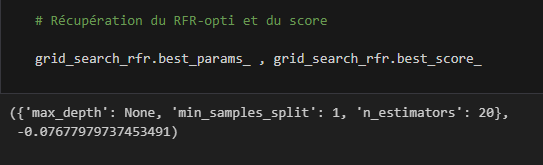 # Récupération du RFR-opti et du score
grid_search_rfr.best_params_ , grid_search_rfr.best_score_
({'max_depth': None, 'min_samples_split': 1, 'n_estimators': 20},
-0.07677979737453491)